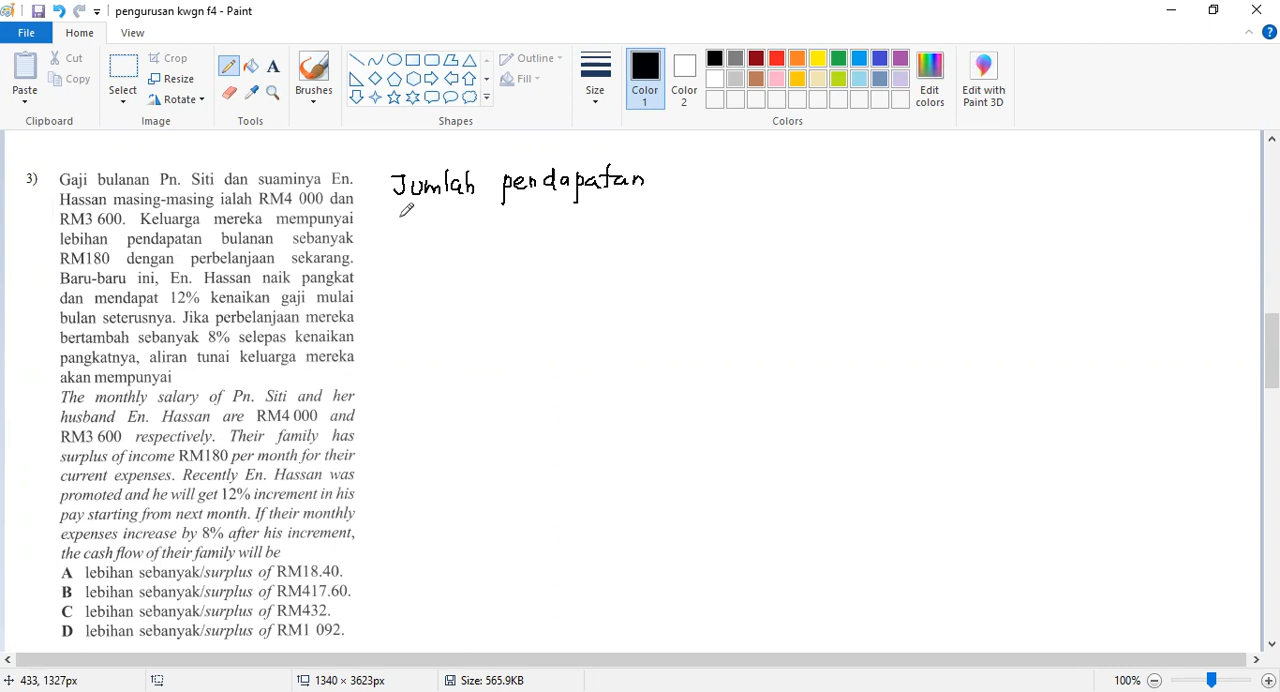 pengurusan kwgn f4 - Paint
File
Home
View
Paste
Cut
Copy
Clipboard
Select
Crop
Resize
Rotate
Image
Tools
Brushes
Outline
Fill
Shapes
Size
Color 1
Color 2
Edit colors
Colors
Edit with Paint 3D
3)
Gaji bulanan Pn. Siti dan suaminya En.
Hassan masing-masing ialah RM4 000 dan
RM3 600. Keluarga mereka mempunyai
lebihan pendapatan bulanan sebanyak
RM180 dengan perbelanjaan sekarang.
Baru-baru ini, En. Hassan naik pangkat
dan mendapat 12% kenaikan gaji mulai
bulan seterusnya. Jika perbelanjaan mereka
bertambah sebanyak 8% selepas kenaikan
pangkatnya, aliran tunai keluarga mereka
akan mempunyai
The monthly salary of Pn. Siti and her
husband En. Hassan are RM4 000 and
RM3 600 respectively. Their family has
surplus of income RM180 per month for their
current expenses. Recently En. Hassan was
promoted and he will get 12% increment in his
pay starting from next month. If their monthly
expenses increase by 8% after his increment,
the cash flow of their family will be
A lebihan sebanyak/surplus of RM18.40.
B lebihan sebanyak/surplus of RM417.60.
C lebihan sebanyak/surplus of RM432.
D lebihan sebanyak/surplus of RM1 092.
Jumlah pendapatan
433, 1327px
1340 × 3623px
Size: 565.9KB
100%